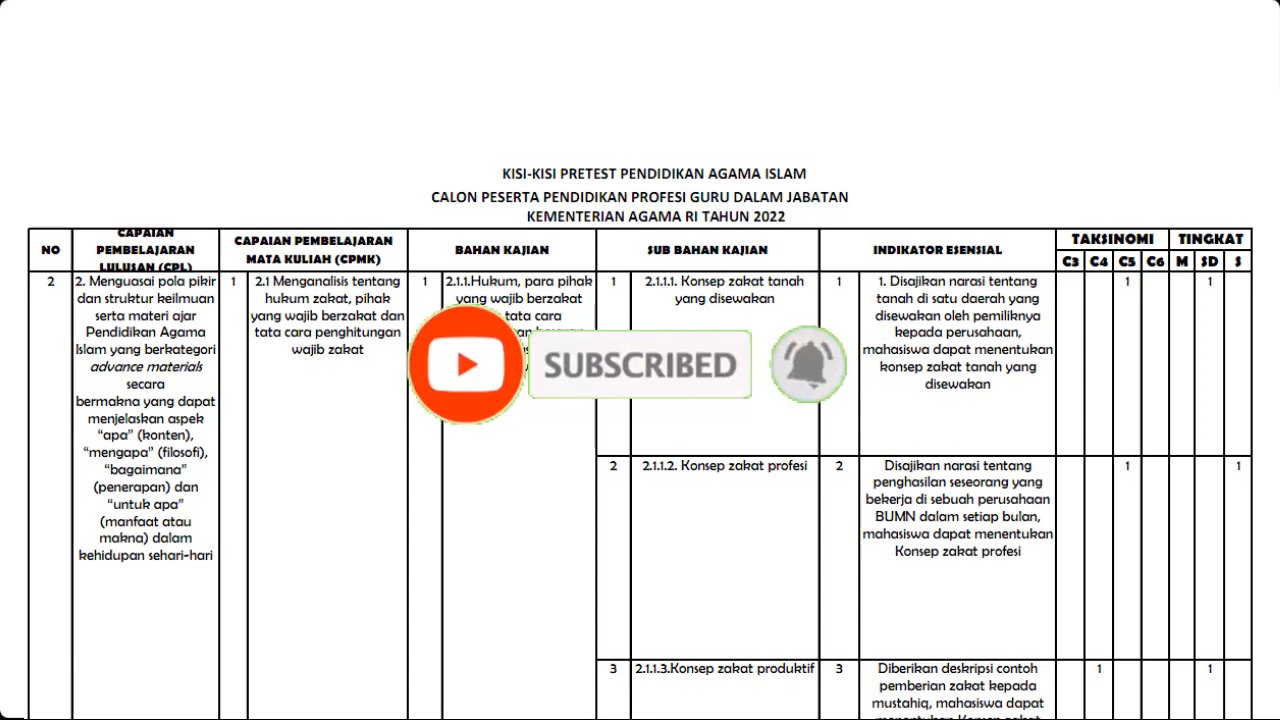 KISI-KISI PRETEST PENDIDIKAN AGAMA ISLAM
CALON PESERTA PENDIDIKAN PROFESI GURU DALAM JABATAN
KEMENTERIAN AGAMA RI TAHUN 2022
NO
CAPAIAN
PEMBELAJARAN
LULUSAN (CPL)
CAPAIAN PEMBELAJARAN
MATA KULIAH (CPMK)
BAHAN KAJIAN
SUB BAHAN KAJIAN
INDIKATOR ESENSIAL
TAKSINOMI
TINGKAT
C3 C4 C5 C6 M SD S
2
2. Menguasai pola pikir
dan struktur keilmuan
serta materi ajar
Pendidikan Agama
Islam yang berkategori
advance materials
secara
bermakna yang dapat
menjelaskan aspek
“apa” (konten),
“mengapa” (filosofi),
“bagaimana”
(penerapan) dan
“untuk apa”
(manfaat atau
makna) dalam
kehidupan sehari-hari
1
2.1 Menganalisis tentang
hukum zakat, pihak
yang wajib berzakat dan
tata cara penghitungan
wajib zakat
1
2.1.1.Hukum, para pihak
yang wajib berzakat
tata cara
1
2.1.1.1. Konsep zakat tanah
yang disewakan
1
1. Disajikan narasi tentang
tanah di satu daerah yang
disewakan oleh pemiliknya
kepada perusahaan,
mahasiswa dapat menentukan
konsep zakat tanah yang
disewakan
1
1
SUBSCRIBED
2
2.1.1.2. Konsep zakat profesi
2
Disajikan narasi tentang
penghasilan seseorang yang
bekerja di sebuah perusahaan
BUMN dalam setiap bulan,
mahasiswa dapat menentukan
Konsep zakat profesi
1
1
3
2.1.1.3.Konsep zakat produktif
3
Diberikan deskripsi contoh
pemberian zakat kepada
mustahiq, mahasiswa dapat
menentukan Konsep zakat
1
1